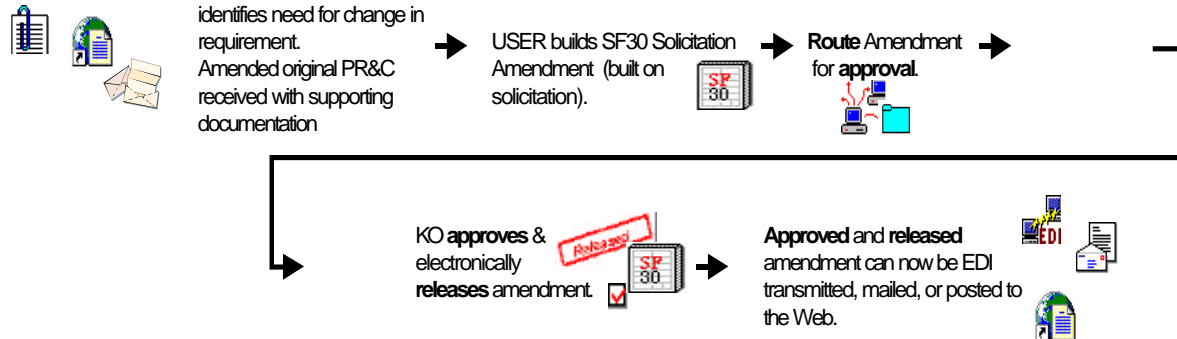 identifies need for change in
requirement.
Amended original PR&C
received with supporting
documentation
USER builds SF30 Solicitation
Amendment (built on
solicitation).
SF
30
Route Amendment
for approval.
KO approves &
electronically
releases amendment.
Released
SF
30
Approved and released
amendment can now be EDI
transmitted, mailed, or posted to
the Web.
EDI